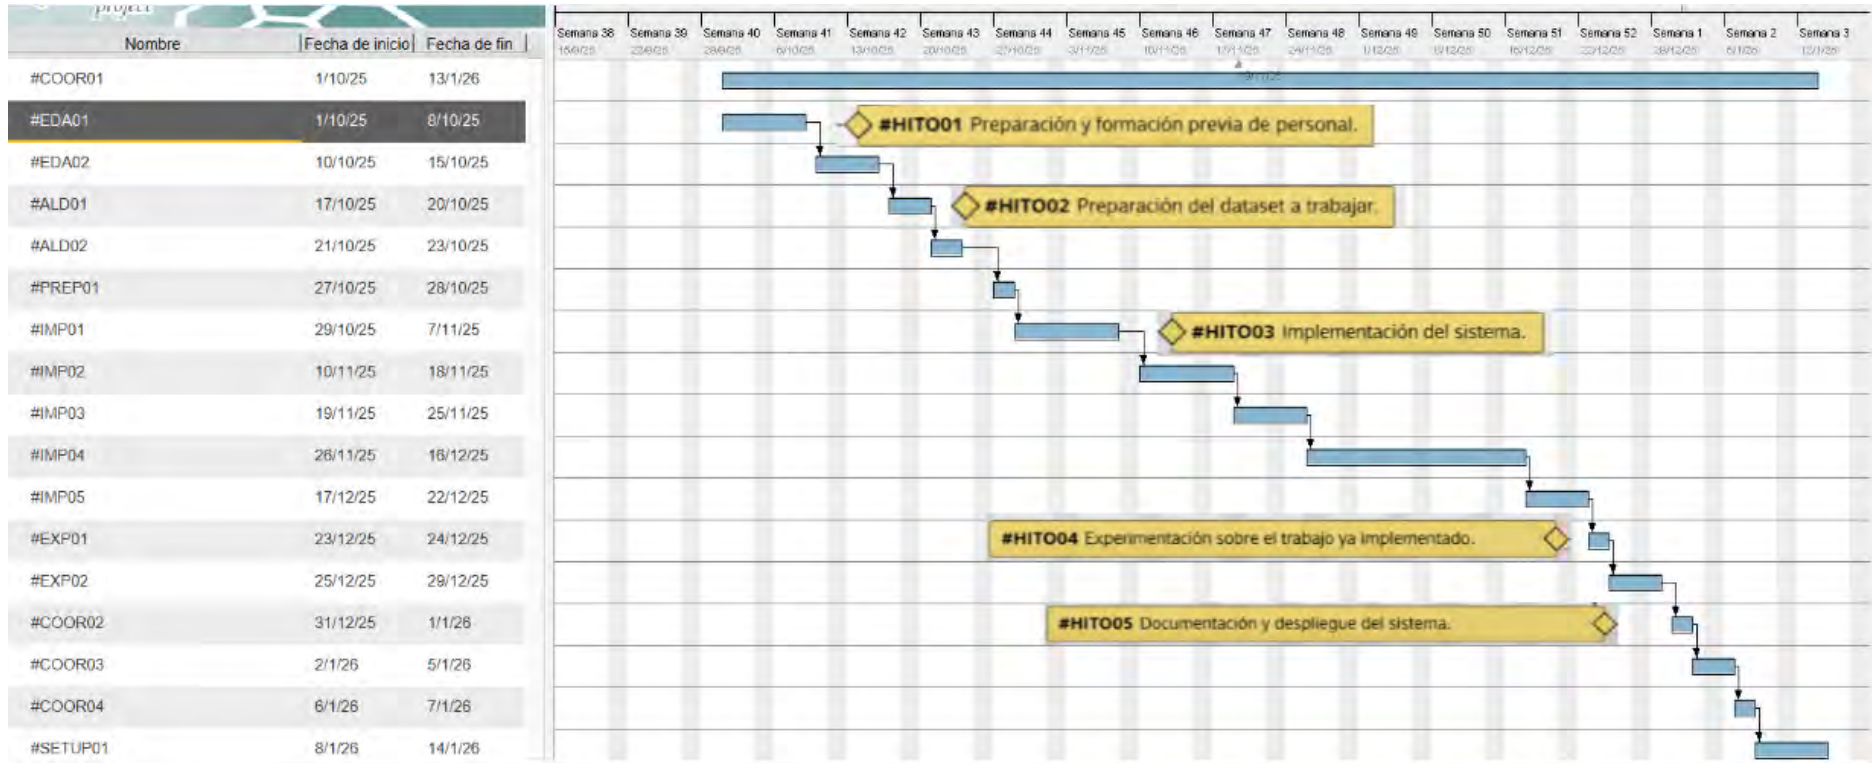 project
Nombre Fecha de inicio Fecha de fin
Semana 38 Semana 39 Semana 40 Semana 41 Semana 42 Semana 43 Semana 44 Semana 45 Semana 46 Semana 47 Semana 48 Semana 49 Semana 50 Semana 51 Semana 52 Semana 1 Semana 2 Semana 3
#COOR01 1/10/25 13/1/26
#EDA01 1/10/25 8/10/25
#HITO01 Preparación y formación previa de personal.
#EDA02 10/10/25 15/10/25
#ALD01 17/10/25 20/10/25
#HITO02 Preparación del dataset a trabajar.
#ALD02 21/10/25 23/10/25
#PREP01 27/10/25 28/10/25
#IMP01 29/10/25 7/11/25
#HITO03 Implementación del sistema.
#IMP02 10/11/25 18/11/25
#IMP03 19/11/25 25/11/25
#IMP04 26/11/25 16/12/25
#IMP05 17/12/25 22/12/25
#EXP01 23/12/25 24/12/25
#HITO04 Experimentación sobre el trabajo ya implementado.
#EXP02 25/12/25 29/12/25
#COOR02 31/12/25 1/1/26
#HITO05 Documentación y despliegue del sistema.
#COOR03 2/1/26 5/1/26
#COOR04 6/1/26 7/1/26
#SETUP01 8/1/26 14/1/26